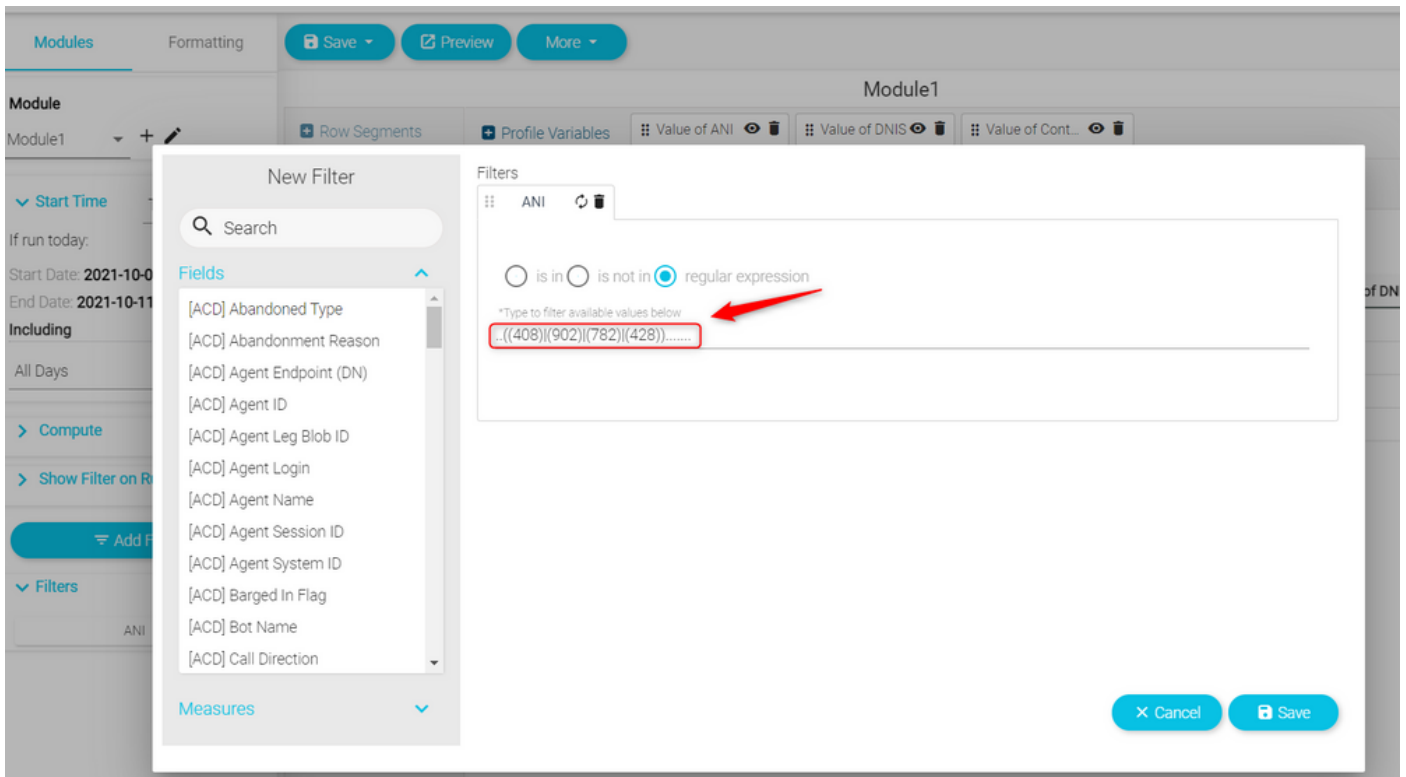 Modules Formatting Save Preview More
Module1
Module
Module1
Row Segments Profile Variables Value of ANI Value of DNIS Value of Cont...
New Filter
Search
Fields
[ACD] Abandoned Type
[ACD] Abandonment Reason
[ACD] Agent Endpoint (DN)
[ACD] Agent ID
[ACD] Agent Leg Blob ID
[ACD] Agent Login
[ACD] Agent Name
[ACD] Agent Session ID
[ACD] Agent System ID
[ACD] Barged In Flag
[ACD] Bot Name
[ACD] Call Direction
Measures
Filters
ANI
is in is not in regular expression
*Type to filter available values below
..((408)|(902)|(782)|(428)).......
Cancel Save
Start Time
If run today:
Start Date: 2021-10-0
End Date: 2021-10-11
Including
All Days
Compute
Show Filter on R
Add F
Filters
ANI
of DN